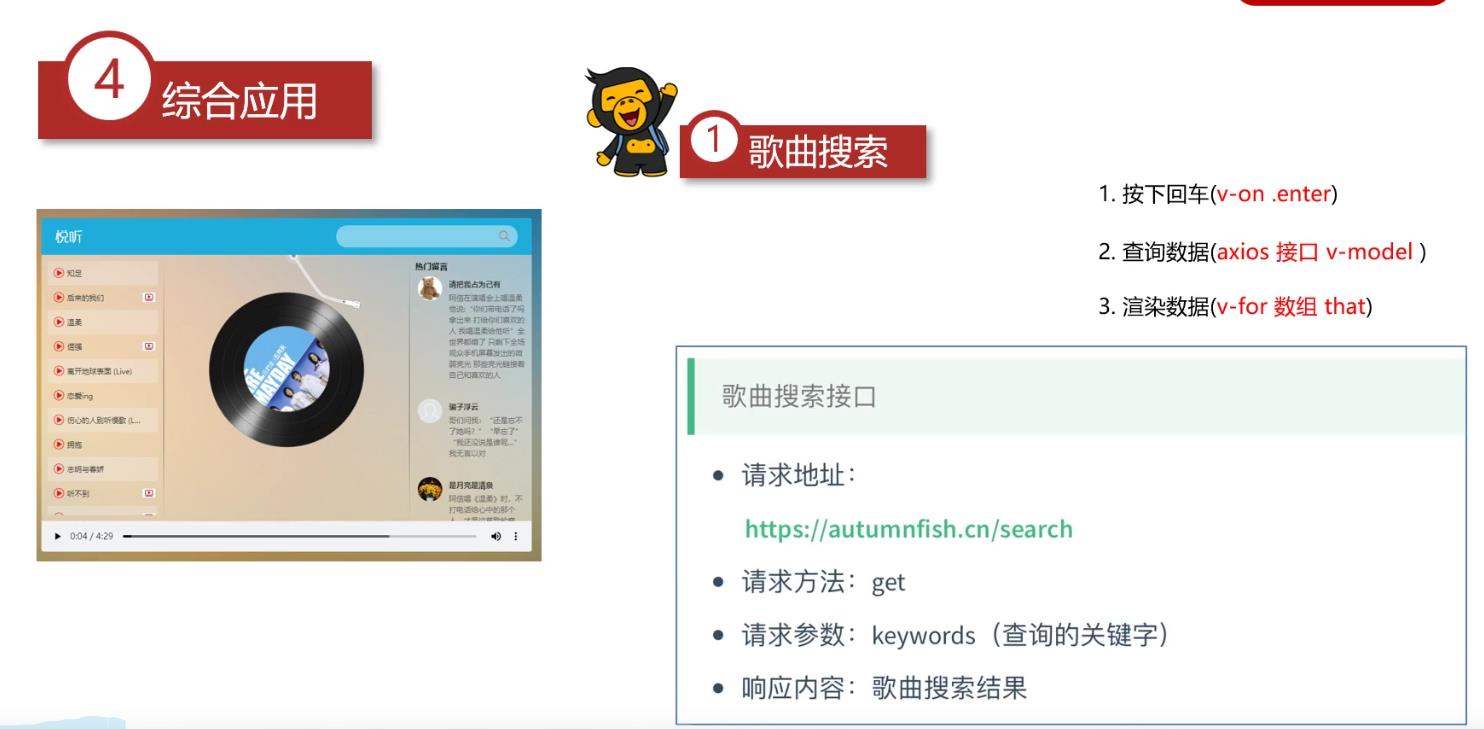 4
综合应用
1
歌曲搜索
1. 按下回车(v-on .enter)
2. 查询数据(axios 接口 v-model )
3. 渲染数据(v-for 数组 that)
悦听
知足
后来的我们
温柔
倔强
离开地球表面 (Live)
恋爱ing
伤心的人别听慢歌 (L...
拥抱
志明与春娇
听不到
MAYDAY
热门留言
请把我占为己有
阿信在演唱会上唱温柔
他说:“你们带电话了吗
拿出来 打给你们喜欢的
人 我唱温柔给他听” 全
世界都暗了 只剩下全场
观众手机屏幕发出的微
弱亮光 那些亮光链接着
自己和喜欢的人
骗子浮云
哥们问我: “还是忘不
了她吗? ” “早忘了”
“我还没说是谁呢...”
我无言以对
是月亮是清泉
阿信唱《温柔》时，不
打电话给心中的那个
0:04 / 4:29
歌曲搜索接口
请求地址：
https://autumnfish.cn/search
请求方法：get
请求参数：keywords（查询的关键字）
响应内容：歌曲搜索结果